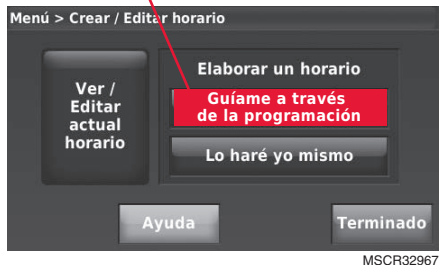 Menú > Crear / Editar horario
Ver /
Editar
actual
horario
Elaborar un horario
Guíame a través
de la programación
Lo haré yo mismo
Ayuda
Terminado
MSCR32967